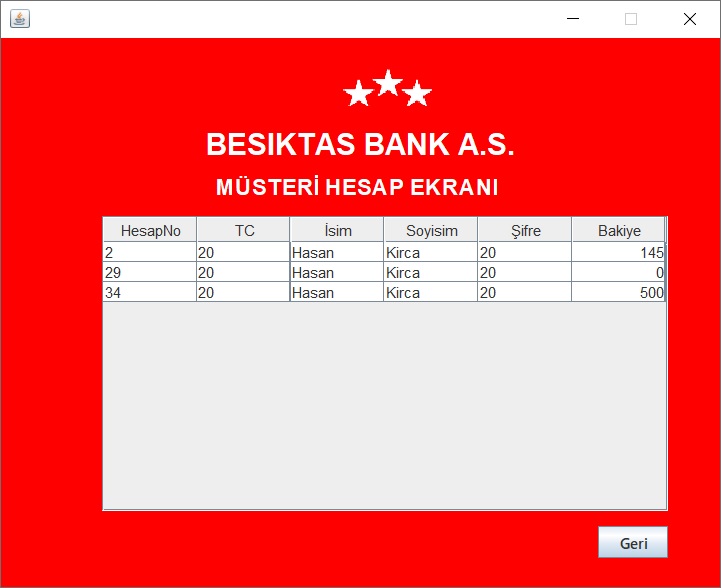 BESIKTAS BANK A.S.
MÜSTERİ HESAP EKRANI
HesapNo TC İsim Soyisim Şifre Bakiye
2 20 Hasan Kirca 20 145
29 20 Hasan Kirca 20 0
34 20 Hasan Kirca 20 500
Geri